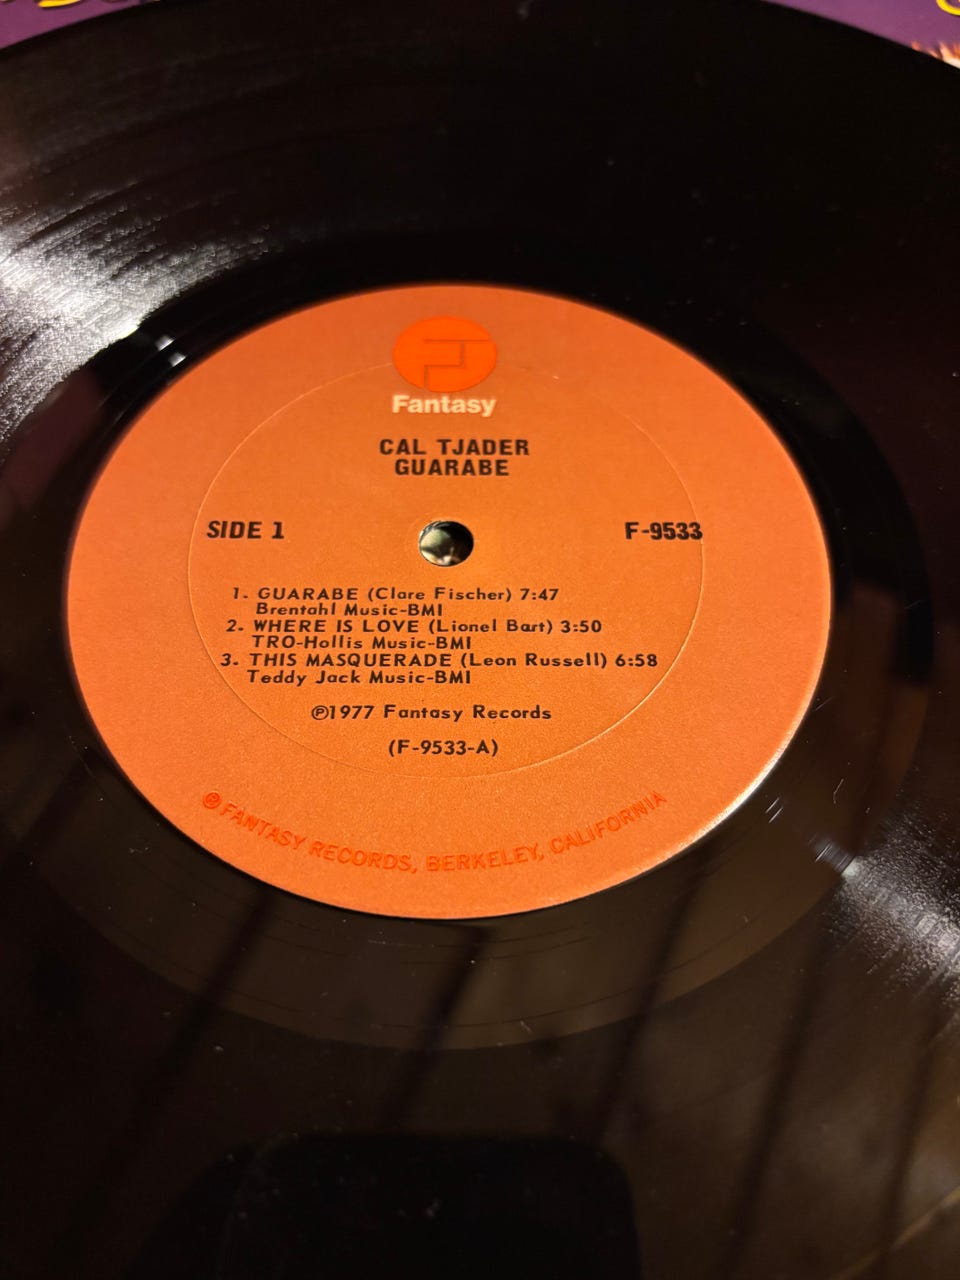 Fantasy
CAL TJADER
GUARABE
SIDE 1
F-9533
1. GUARABE (Clare Fischer) 7:47
Brentahl Music-BMI
2. WHERE IS LOVE (Lionel Bart) 3:50
TRO-Hollis Music-BMI
3. THIS MASQUERADE (Leon Russell) 6:58
Teddy Jack Music-BMI
℗1977 Fantasy Records
(F-9533-A)
℗ FANTASY RECORDS, BERKELEY, CALIFORNIA